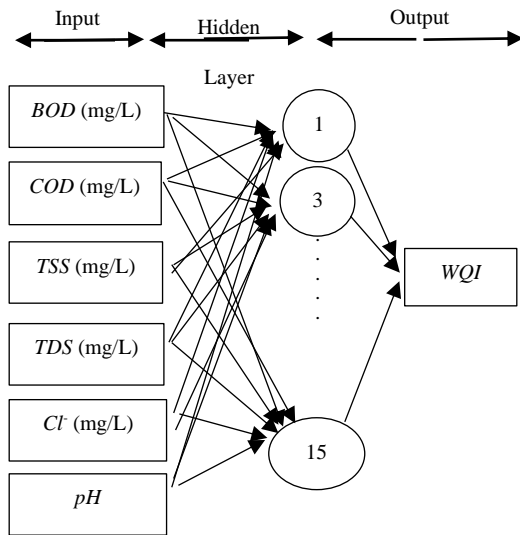 Input
Hidden
Output
Layer
BOD (mg/L)
COD (mg/L)
TSS (mg/L)
TDS (mg/L)
Cl⁻ (mg/L)
pH
1
3
15
WQI